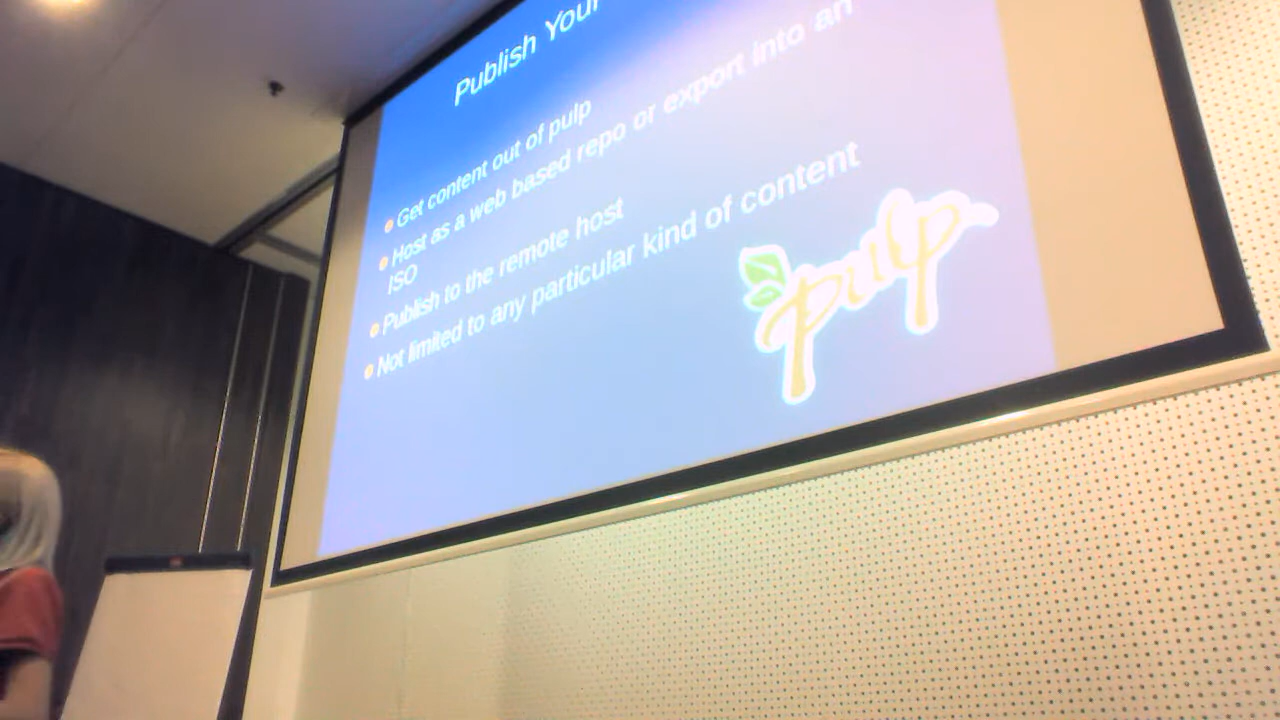 Publish Your
Get content out of pulp
Host as a web based repo or export into an
ISO
Publish to the remote host
Not limited to any particular kind of content
pulp